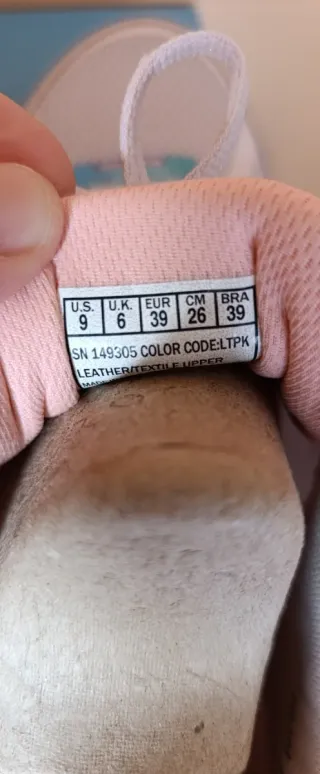 U.S. U.K. EUR CM BRA
9 6 39 26 39
SN 149305 COLOR CODE:LTPK
LEATHER/TEXTILE UPPER